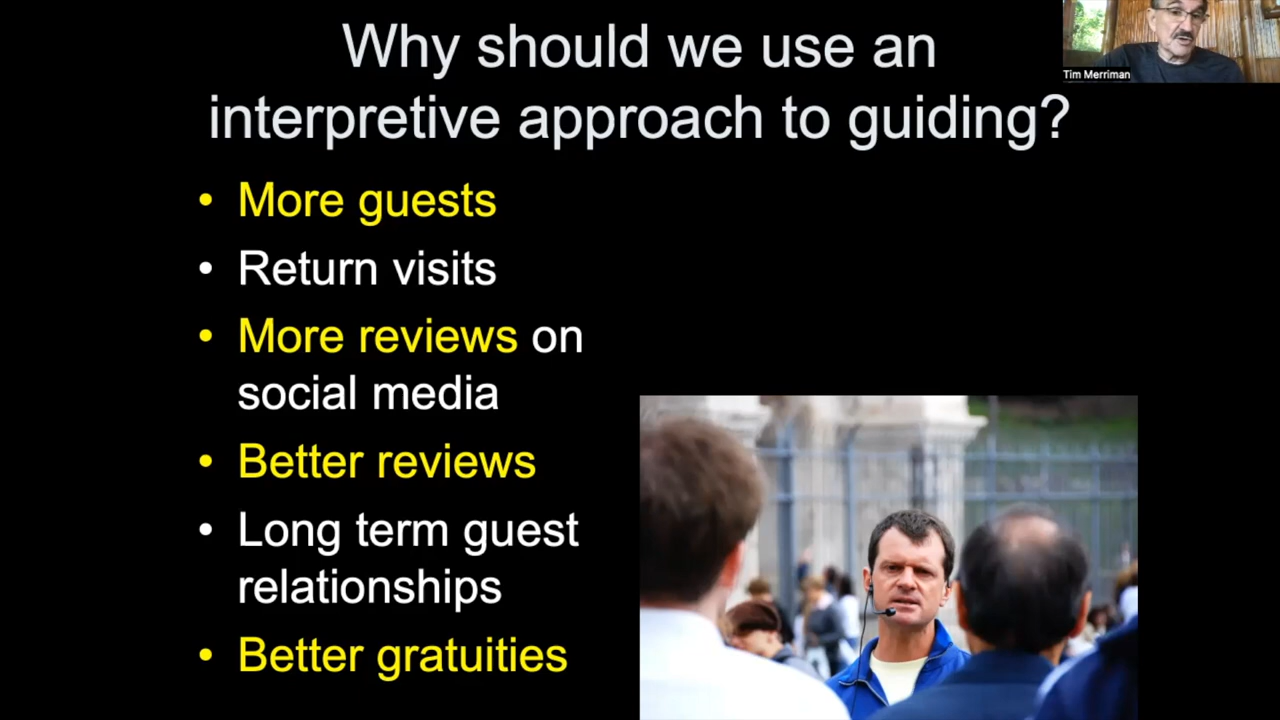 Why should we use an
interpretive approach to guiding?
Tim Merriman
• More guests
• Return visits
• More reviews on
social media
• Better reviews
• Long term guest
relationships
• Better gratuities